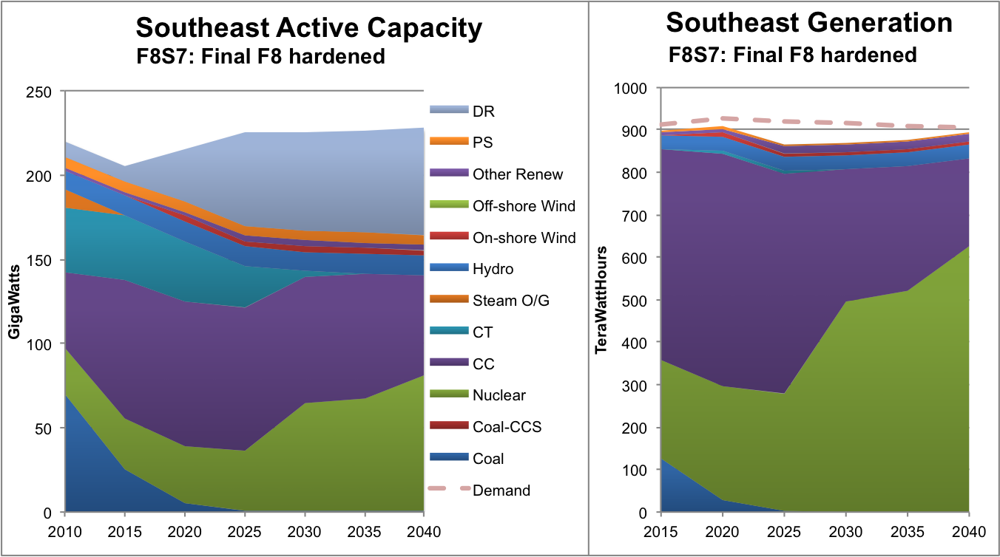 Southeast Active Capacity
F8S7: Final F8 hardened
GigaWatts
250
200
150
100
50
0
2010 2015 2020 2025 2030 2035 2040
DR
PS
Other Renew
Off-shore Wind
On-shore Wind
Hydro
Steam O/G
CT
CC
Nuclear
Coal-CCS
Coal
Demand
Southeast Generation
F8S7: Final F8 hardened
TeraWattHours
1000
900
800
700
600
500
400
300
200
100
0
2015 2020 2025 2030 2035 2040